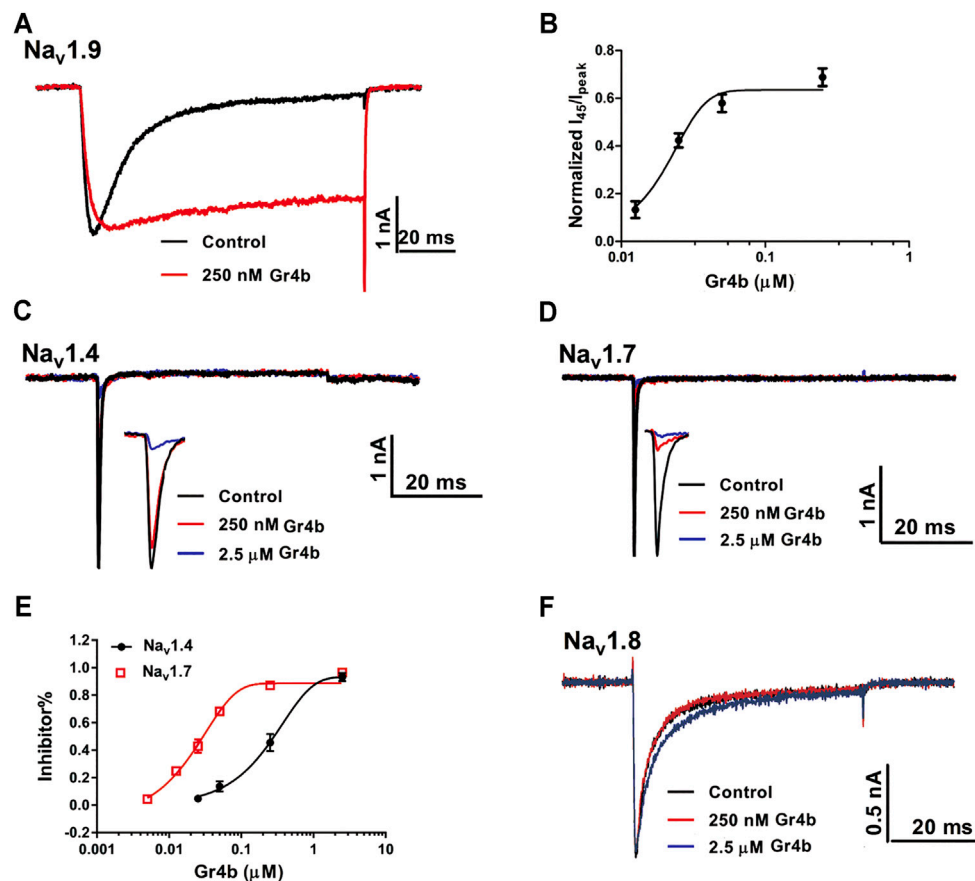 A
Nav1.9
1 nA
20 ms
Control
250 nM Gr4b
B
Normalized I45/Ipeak
0.8
0.6
0.4
0.2
0.0
0.01
0.1
1
Gr4b (μM)
C
Nav1.4
1 nA
20 ms
Control
250 nM Gr4b
2.5 μM Gr4b
D
Nav1.7
1 nA
20 ms
Control
250 nM Gr4b
2.5 μM Gr4b
E
Inhibitor%
1.2
1.0
0.8
0.6
0.4
0.2
0.0
-0.2
Nav1.4
Nav1.7
0.001
0.01
0.1
1
10
Gr4b (μM)
F
Nav1.8
0.5 nA
20 ms
Control
250 nM Gr4b
2.5 μM Gr4b